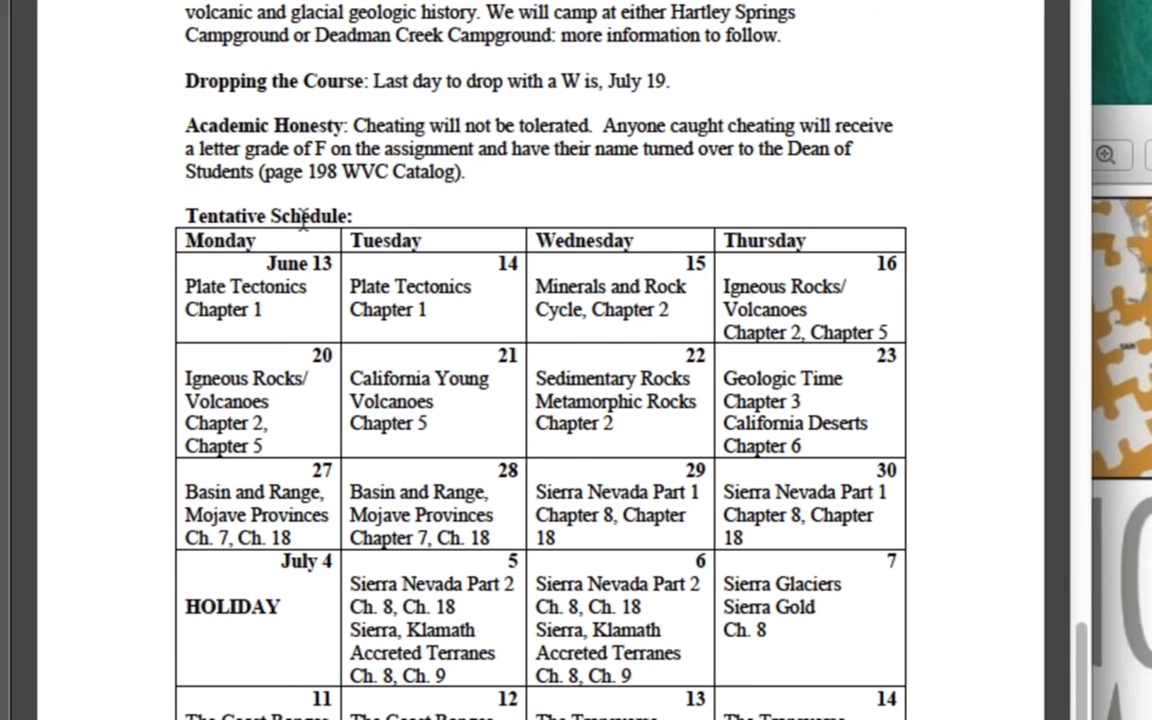 volcanic and glacial geologic history. We will camp at either Hartley Springs
Campground or Deadman Creek Campground: more information to follow.
Dropping the Course: Last day to drop with a W is, July 19.
Academic Honesty: Cheating will not be tolerated.  Anyone caught cheating will receive
a letter grade of F on the assignment and have their name turned over to the Dean of
Students (page 198 WVC Catalog).
Tentative Schedule:
Monday
Tuesday
Wednesday
Thursday
June 13
Plate Tectonics
Chapter 1
14
Plate Tectonics
Chapter 1
15
Minerals and Rock
Cycle, Chapter 2
16
Igneous Rocks/
Volcanoes
Chapter 2, Chapter 5
20
Igneous Rocks/
Volcanoes
Chapter 2,
Chapter 5
21
California Young
Volcanoes
Chapter 5
22
Sedimentary Rocks
Metamorphic Rocks
Chapter 2
23
Geologic Time
Chapter 3
California Deserts
Chapter 6
27
Basin and Range,
Mojave Provinces
Ch. 7, Ch. 18
28
Basin and Range,
Mojave Provinces
Chapter 7, Ch. 18
29
Sierra Nevada Part 1
Chapter 8, Chapter
18
30
Sierra Nevada Part 1
Chapter 8, Chapter
18
July 4
HOLIDAY
5
Sierra Nevada Part 2
Ch. 8, Ch. 18
Sierra, Klamath
Accreted Terranes
Ch. 8, Ch. 9
6
Sierra Nevada Part 2
Ch. 8, Ch. 18
Sierra, Klamath
Accreted Terranes
Ch. 8, Ch. 9
7
Sierra Glaciers
Sierra Gold
Ch. 8
11
12
13
14